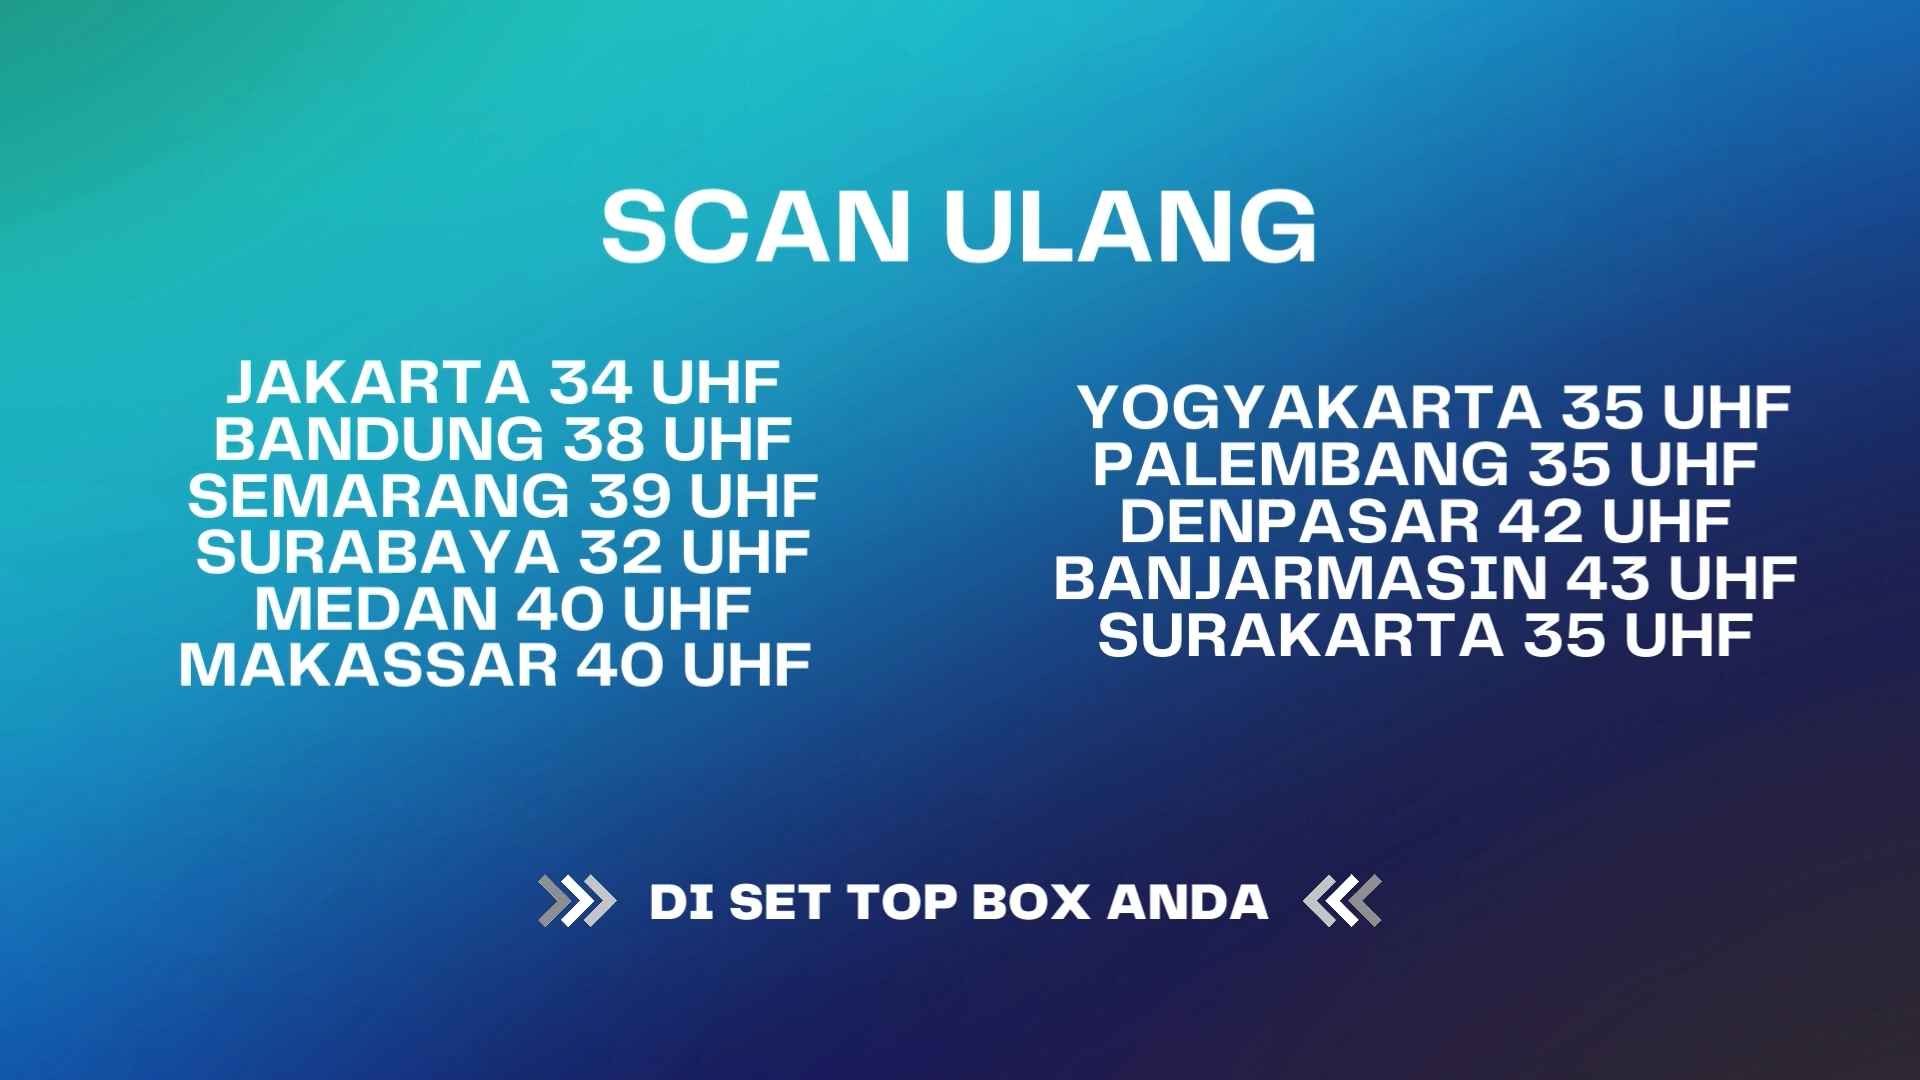 SCAN ULANG
JAKARTA 34 UHF
BANDUNG 38 UHF
SEMARANG 39 UHF
SURABAYA 32 UHF
MEDAN 40 UHF
MAKASSAR 40 UHF
YOGYAKARTA 35 UHF
PALEMBANG 35 UHF
DENPASAR 42 UHF
BANJARMASIN 43 UHF
SURAKARTA 35 UHF
DI SET TOP BOX ANDA